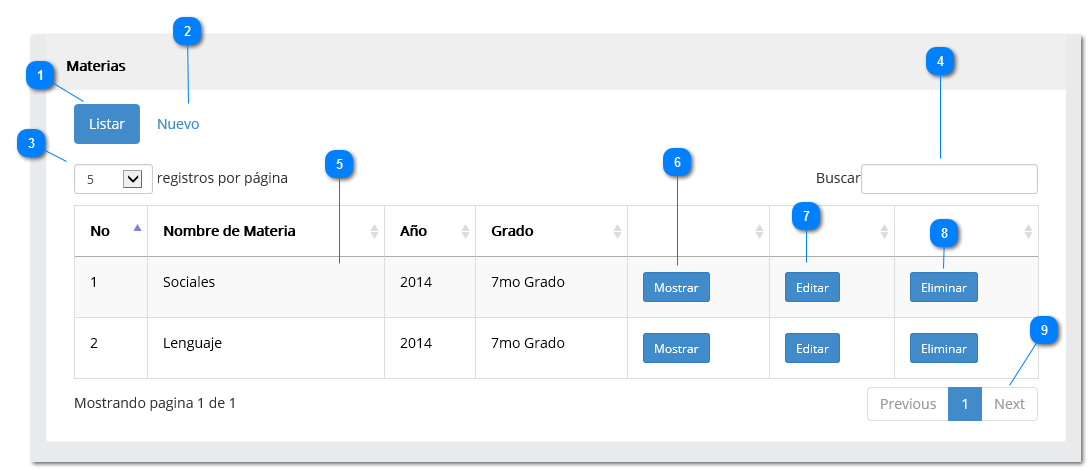 2
Materias
4
1
Listar
Nuevo
3
5
6
5 registros por página
Buscar
7
8
No Nombre de Materia Año Grado
1 Sociales 2014 7mo Grado Mostrar Editar Eliminar
2 Lenguaje 2014 7mo Grado Mostrar Editar Eliminar
9
Mostrando pagina 1 de 1
Previous 1 Next